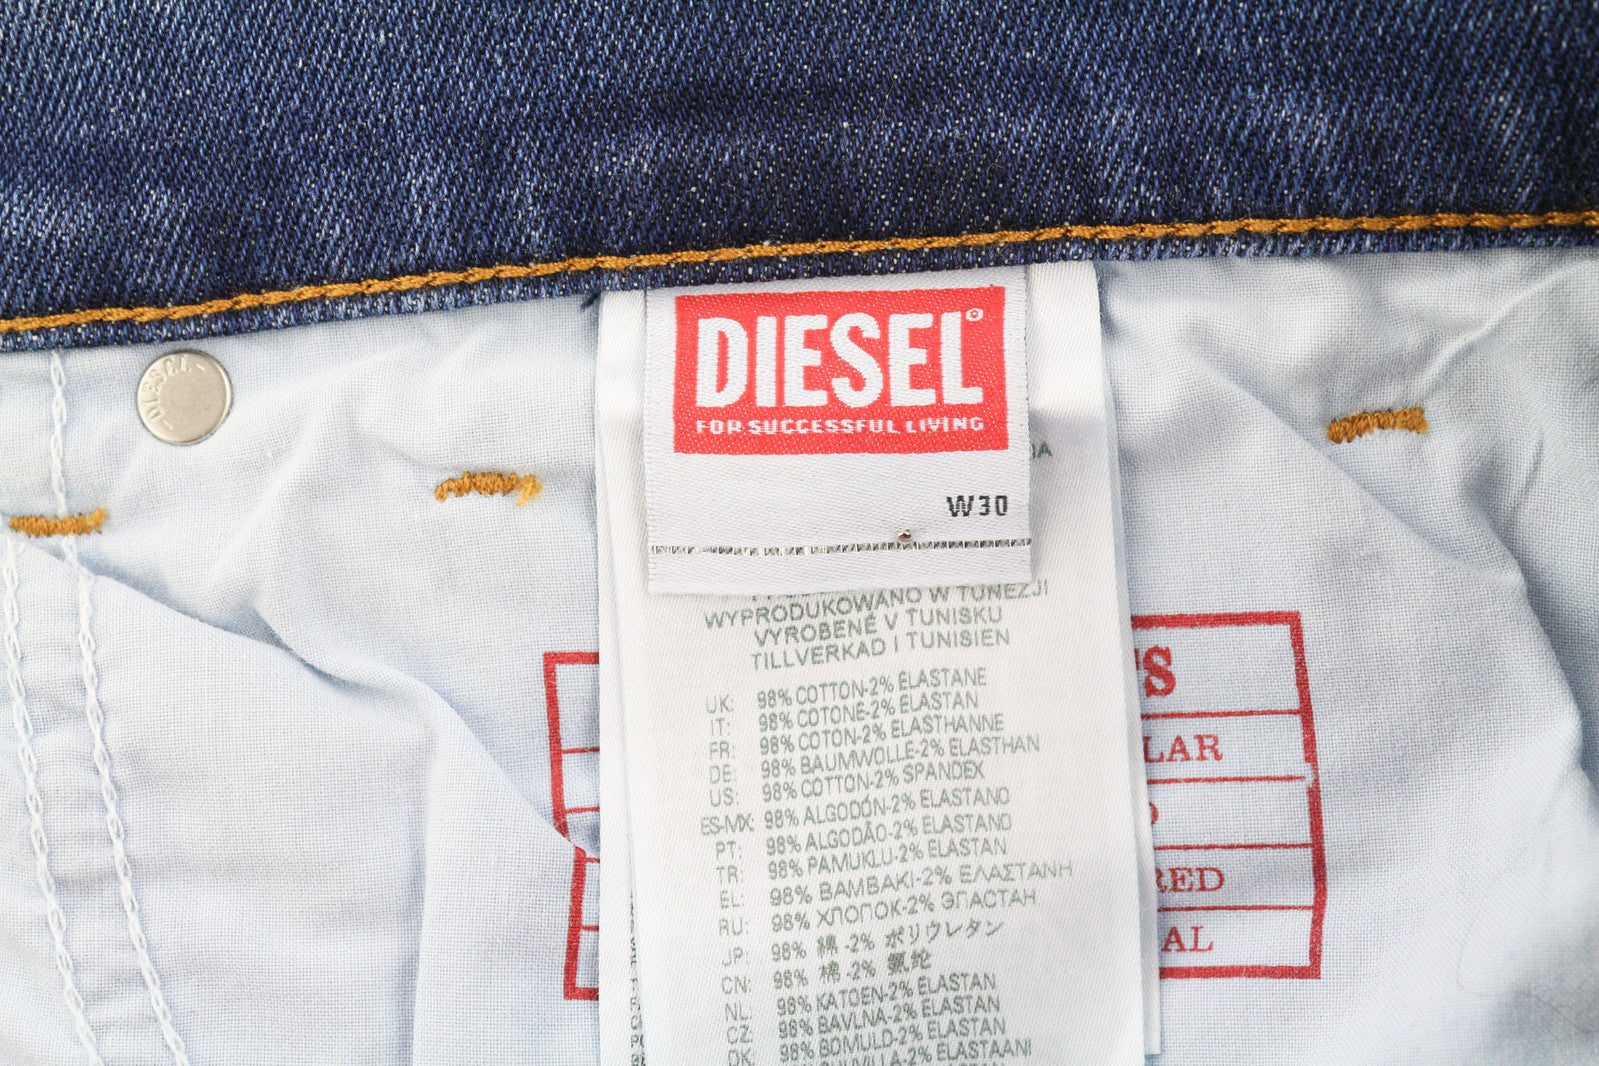 DIESEL
DIESEL®
FOR SUCCESSFUL LIVING
W30
WYPRODUKOWANO W TUNEZJI
VYROBENÉ V TUNISKU
TILLVERKAD I TUNISIEN
UK: 98% COTTON-2% ELASTANE
IT: 98% COTONE-2% ELASTAN
FR: 98% COTON-2% ELASTHANNE
DE: 98% BAUMWOLLE-2% ELASTHAN
US: 98% COTTON-2% SPANDEX
ES-MX: 98% ALGODÓN-2% ELASTANO
PT: 98% ALGODÃO-2% ELASTANO
TR: 98% PAMUKLU-2% ELASTAN
EL: 98% ΒΑΜΒΑΚΙ-2% ΕΛΑΣΤΑΝΗ
RU: 98% ХЛОПОК-2% ЭЛАСТАН
JP: 98% 綿 -2% ポリウレタン
CN: 98% 棉 -2% 氨纶
NL: 98% KATOEN-2% ELASTAN
CZ: 98% BAVLNA-2% ELASTAN
DK: 98% BOMULD-2% ELASTAN
LAR
RED
AL